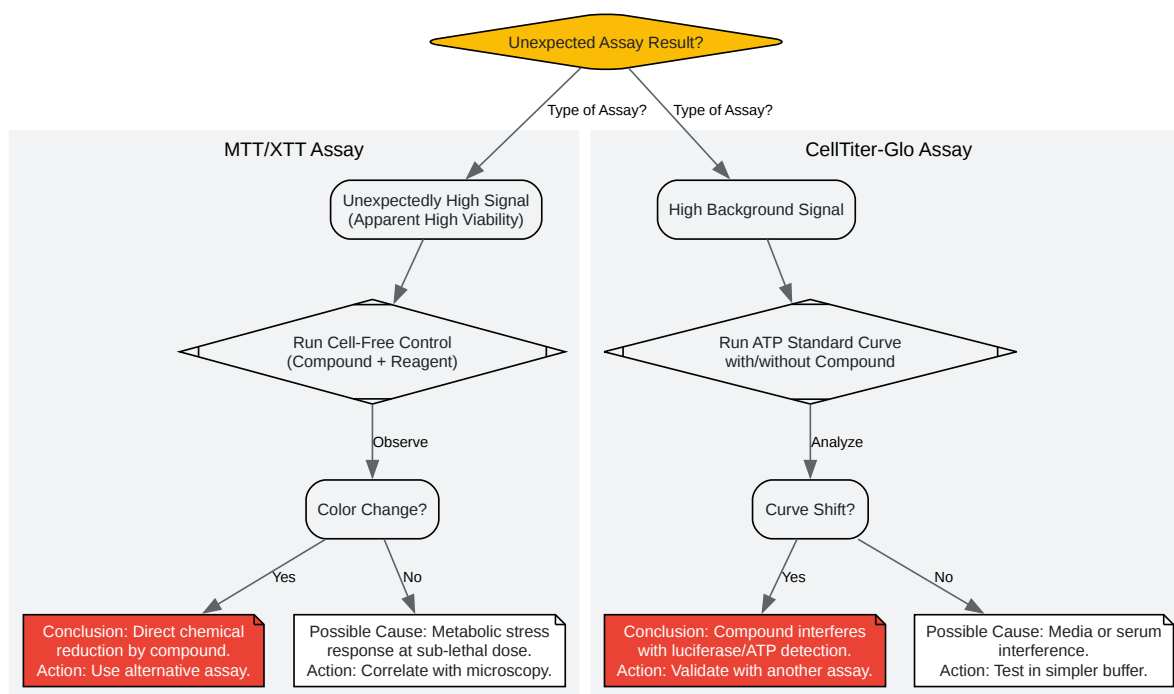 Unexpected Assay Result?
Type of Assay?
Type of Assay?
MTT/XTT Assay
Unexpectedly High Signal
(Apparent High Viability)
Run Cell-Free Control
(Compound + Reagent)
Observe
Color Change?
Yes
No
Conclusion: Direct chemical
reduction by compound.
Action: Use alternative assay.
Possible Cause: Metabolic stress
response at sub-lethal dose.
Action: Correlate with microscopy.
CellTiter-Glo Assay
High Background Signal
Run ATP Standard Curve
with/without Compound
Analyze
Curve Shift?
Yes
No
Conclusion: Compound interferes
with luciferase/ATP detection.
Action: Validate with another assay.
Possible Cause: Media or serum
interference.
Action: Test in simpler buffer.